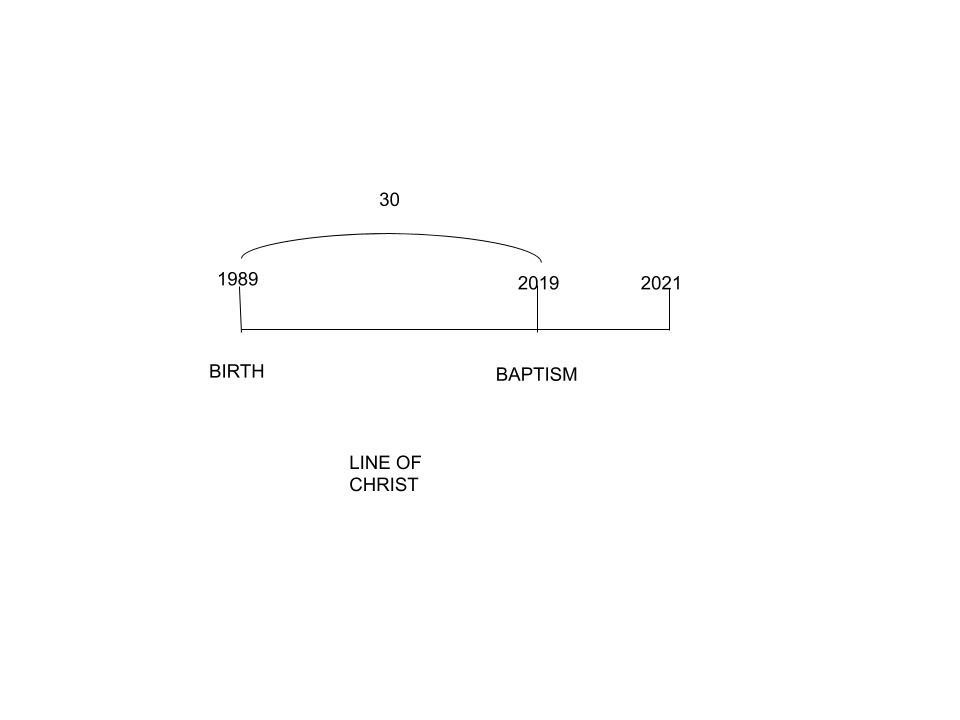 30
1989
2019
2021
BIRTH
BAPTISM
LINE OF
CHRIST